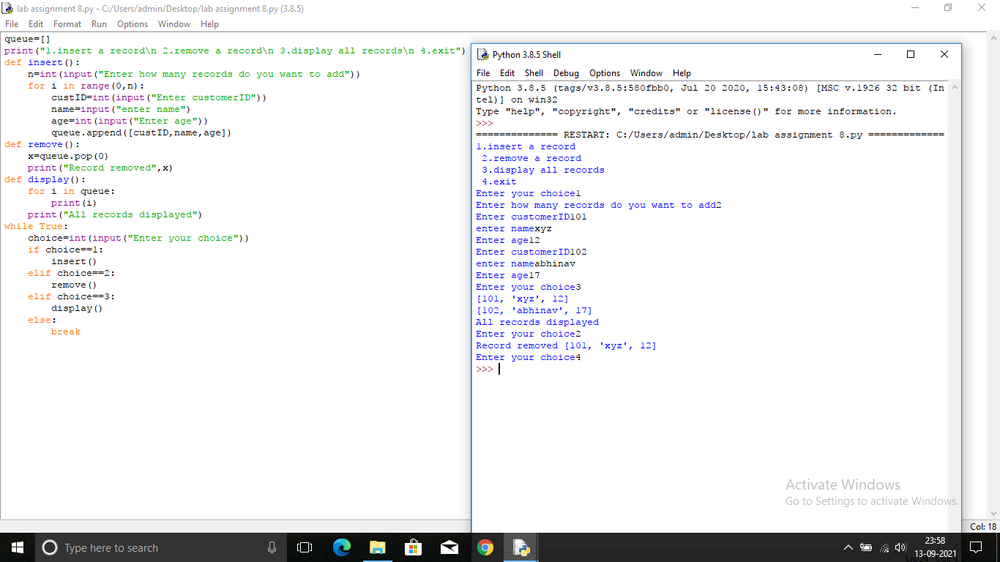 lab assignment 8.py - C:/Users/admin/Desktop/lab assignment 8.py (3.8.5)
File Edit Format Run Options Window Help
queue=[]
print("1.insert a record\n 2.remove a record\n 3.display all records\n 4.exit")
def insert():
    n=int(input("Enter how many records do you want to add"))
    for i in range(0,n):
        custID=int(input("Enter customerID"))
        name=input("enter name")
        age=int(input("Enter age"))
        queue.append([custID,name,age])
def remove():
    x=queue.pop(0)
    print("Record removed",x)
def display():
    for i in queue:
        print(i)
    print("All records displayed")
while True:
    choice=int(input("Enter your choice"))
    if choice==1:
        insert()
    elif choice==2:
        remove()
    elif choice==3:
        display()
    else:
        break
Python 3.8.5 Shell
File Edit Shell Debug Options Window Help
Python 3.8.5 (tags/v3.8.5:580fbb0, Jul 20 2020, 15:43:08) [MSC v.1926 32 bit (In
tel)] on win32
Type "help", "copyright", "credits" or "license()" for more information.
>>>
============== RESTART: C:/Users/admin/Desktop/lab assignment 8.py =============
1.insert a record
 2.remove a record
 3.display all records
 4.exit
Enter your choice1
Enter how many records do you want to add2
Enter customerID101
enter namexyz
Enter age12
Enter customerID102
enter nameabhinav
Enter age17
Enter your choice3
[101, 'xyz', 12]
[102, 'abhinav', 17]
All records displayed
Enter your choice2
Record removed [101, 'xyz', 12]
Enter your choice4
>>>
Activate Windows
Go to Settings to activate Windows.
Col: 18
Type here to search
23:58
13-09-2021